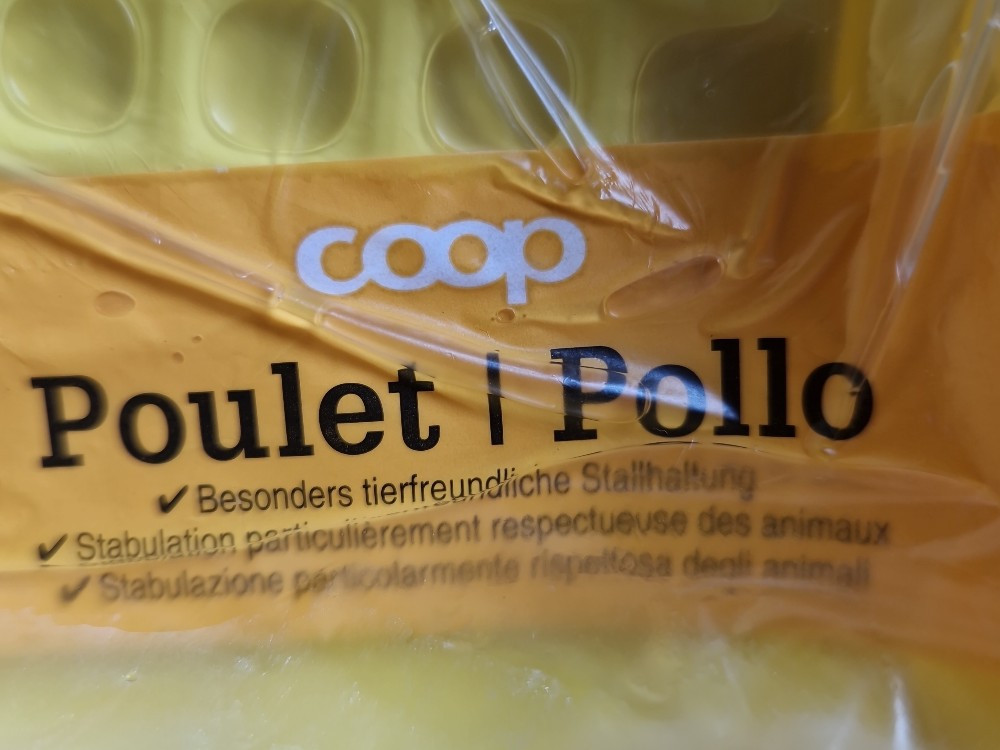 coop
Poulet | Pollo
✔ Besonders tierfreundliche Stallhaltung
✔ Stabulation particulièrement respectueuse des animaux
✔ Stabulazione particolarmente rispettosa degli animali